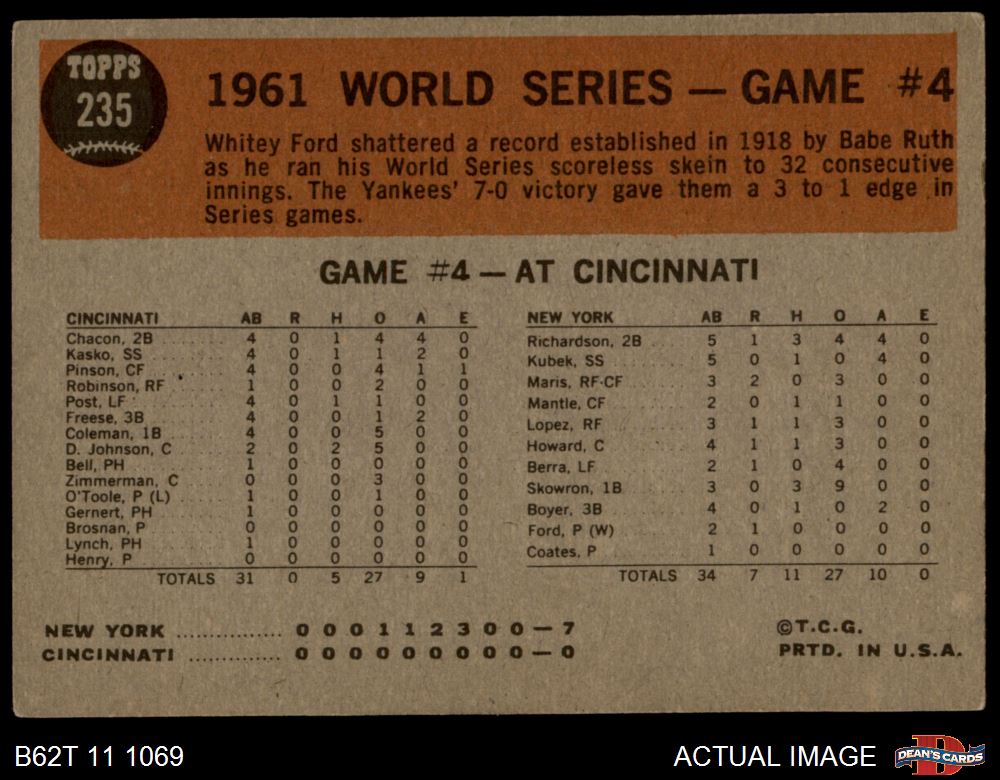 TOPPS
235
1961 WORLD SERIES — GAME #4
Whitey Ford shattered a record established in 1918 by Babe Ruth
as he ran his World Series scoreless skein to 32 consecutive
innings. The Yankees' 7-0 victory gave them a 3 to 1 edge in
Series games.
GAME #4 — AT CINCINNATI
CINCINNATI AB R H O A E
Chacon, 2B 4 0 1 4 4 0
Kasko, SS 4 0 1 1 2 0
Pinson, CF 4 0 0 4 1 1
Robinson, RF 1 0 0 2 0 0
Post, LF 4 0 1 1 0 0
Freese, 3B 4 0 0 1 2 0
Coleman, 1B 4 0 0 5 0 0
D. Johnson, C 2 0 2 5 0 0
Bell, PH 1 0 0 0 0 0
Zimmerman, C 0 0 0 3 0 0
O'Toole, P (L) 1 0 0 1 0 0
Gernert, PH 1 0 0 0 0 0
Brosnan, P 0 0 0 0 0 0
Lynch, PH 1 0 0 0 0 0
Henry, P 0 0 0 0 0 0
TOTALS 31 0 5 27 9 1
NEW YORK AB R H O A E
Richardson, 2B 5 1 3 4 4 0
Kubek, SS 5 0 1 0 4 0
Maris, RF-CF 3 2 0 3 0 0
Mantle, CF 2 0 1 1 0 0
Lopez, RF 3 1 1 3 0 0
Howard, C 4 1 1 3 0 0
Berra, LF 2 1 0 4 0 0
Skowron, 1B 3 0 3 9 0 0
Boyer, 3B 4 0 1 0 2 0
Ford, P (W) 2 1 0 0 0 0
Coates, P 1 0 0 0 0 0
TOTALS 34 7 11 27 10 0
NEW YORK ............... 0 0 0 1 1 2 3 0 0 — 7
CINCINNATI ............. 0 0 0 0 0 0 0 0 0 — 0
©T.C.G.
PRTD. IN U.S.A.
B62T 11 1069
ACTUAL IMAGE
D
DEAN'S CARDS